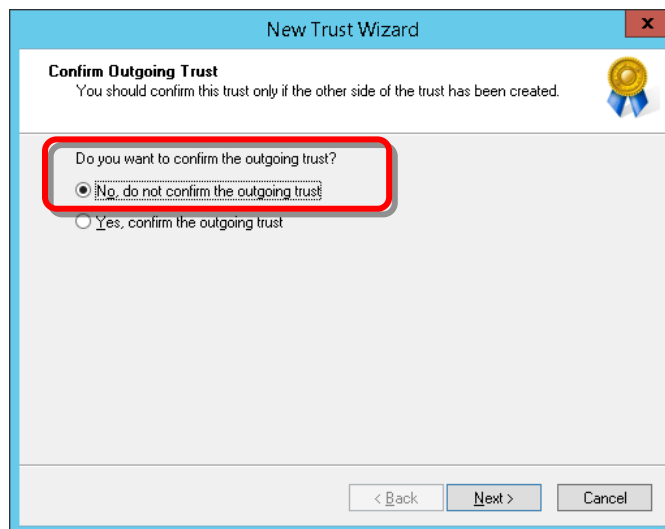 New Trust Wizard
x
Confirm Outgoing Trust
You should confirm this trust only if the other side of the trust has been created.
Do you want to confirm the outgoing trust?
No, do not confirm the outgoing trust
Yes, confirm the outgoing trust
< Back Next > Cancel